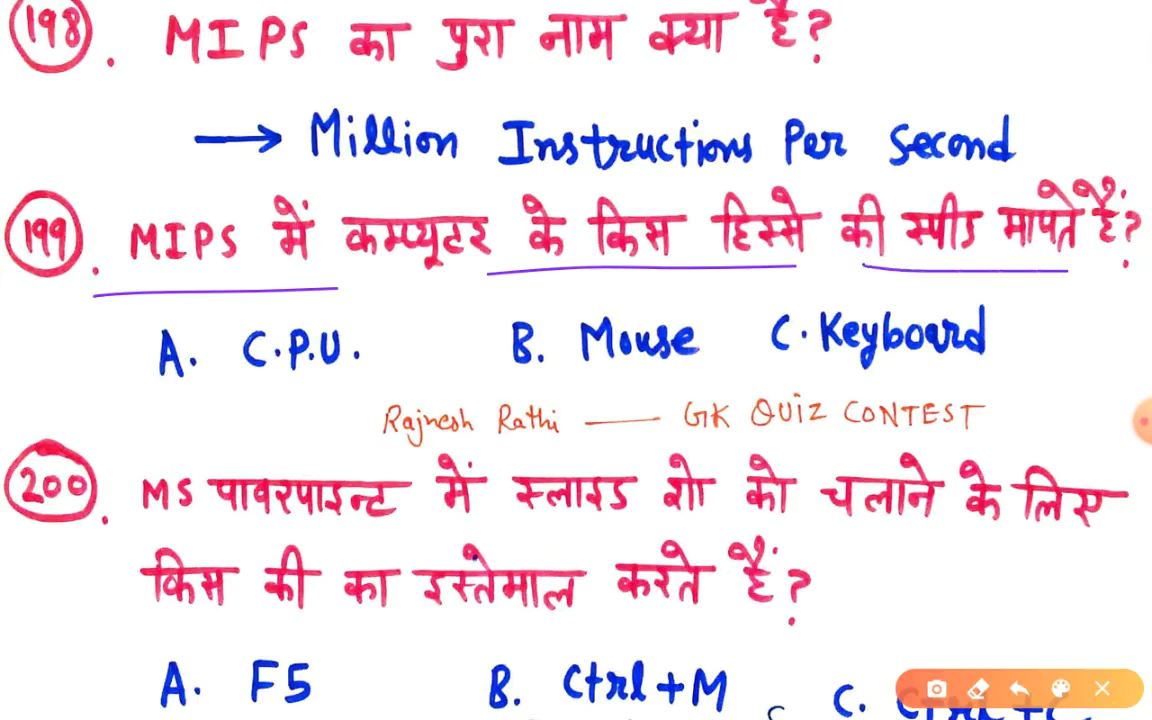 198. MIPS का पुरा नाम क्या है?
→ Million Instructions Per Second
199. MIPS में कम्प्यूटर के किस हिस्से की स्पीड मापते हैं?
A. C.P.U. B. Mouse C. Keyboard
Rajnesh Rathi — GK QUIZ CONTEST
200. MS पावरपाइन्ट में स्लाइड शो को चलाने के लिए
किस की का इस्तेमाल करते हैं?
A. F5 B. Ctrl+M C.